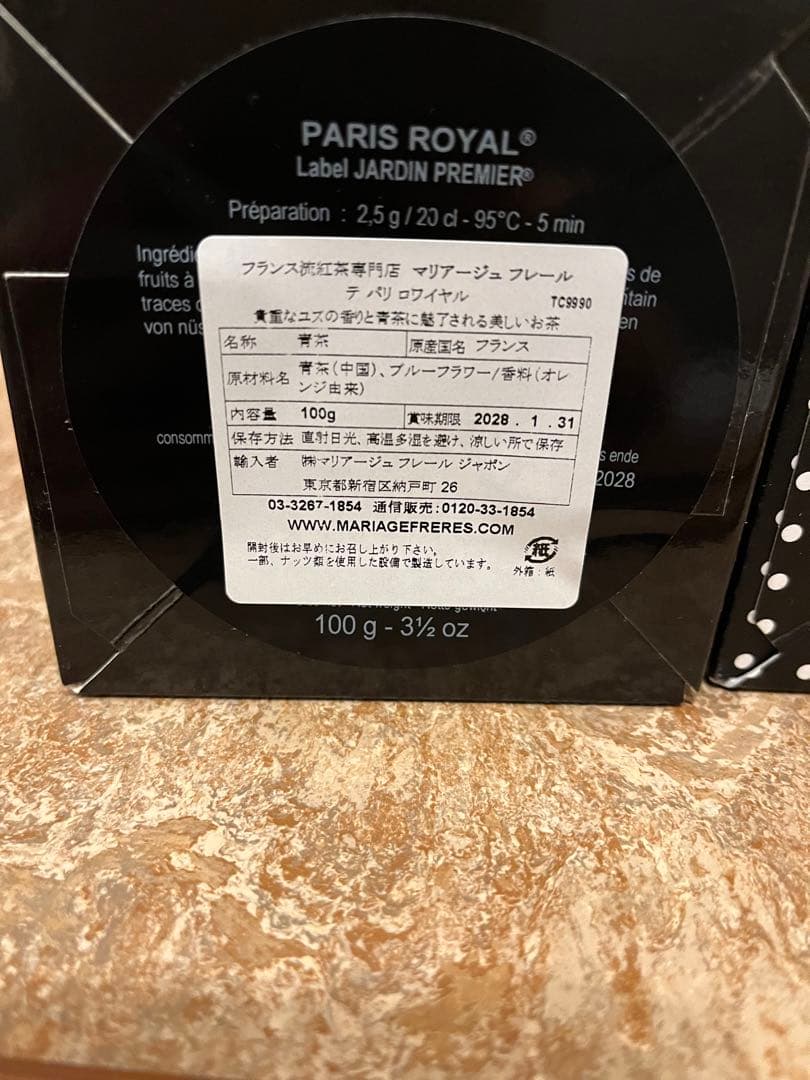 PARIS ROYAL®
Label JARDIN PREMIER®
Préparation : 2,5 g / 20 cl - 95°C - 5 min
fruits à
traces
de
en
フランス流紅茶専門店 マリアージュ フレール
テ パリ ロワイヤル TC9990
貴重なユズの香りと青茶に魅了される美しいお茶
名称 青茶 原産国名 フランス
原材料名 青茶(中国)、ブルーフラワー/香料(オレ
ンジ由来)
内容量 100g 賞味期限 2028 . 1 . 31
保存方法 直射日光、高温多湿を避け、涼しい所で保存
輸入者 ㈱マリアージュ フレール ジャポン
東京都新宿区納戸町 26
03-3267-1854 通信販売:0120-33-1854
WWW.MARIAGEFRERES.COM
開封後はお早めにお召し上がり下さい。
一部、ナッツ類を使用した設備で製造しています。
紙
外箱:紙
ende
2028
100 g - 3½ oz